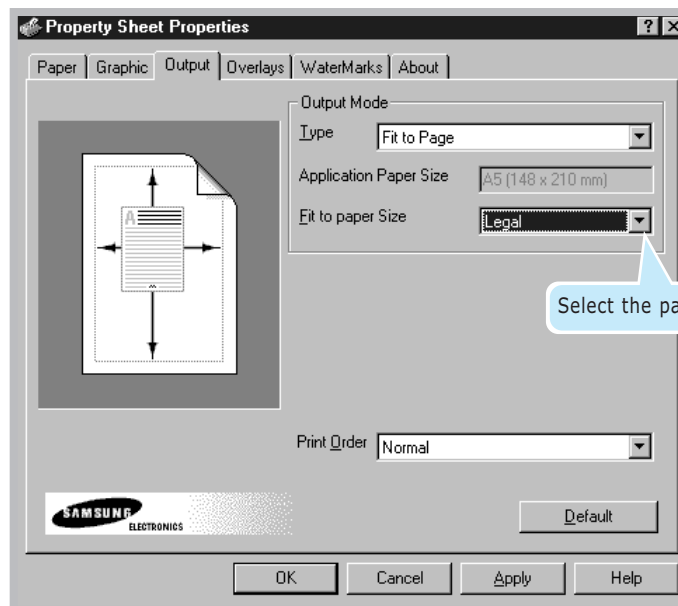 Property Sheet Properties
Paper Graphic Output Overlays WaterMarks About
Output Mode
Type Fit to Page
Application Paper Size A5 (148 x 210 mm)
Fit to paper Size Legal
Select the pa
A
Print Order Normal
SAMSUNG
ELECTRONICS
Default
OK Cancel Apply Help